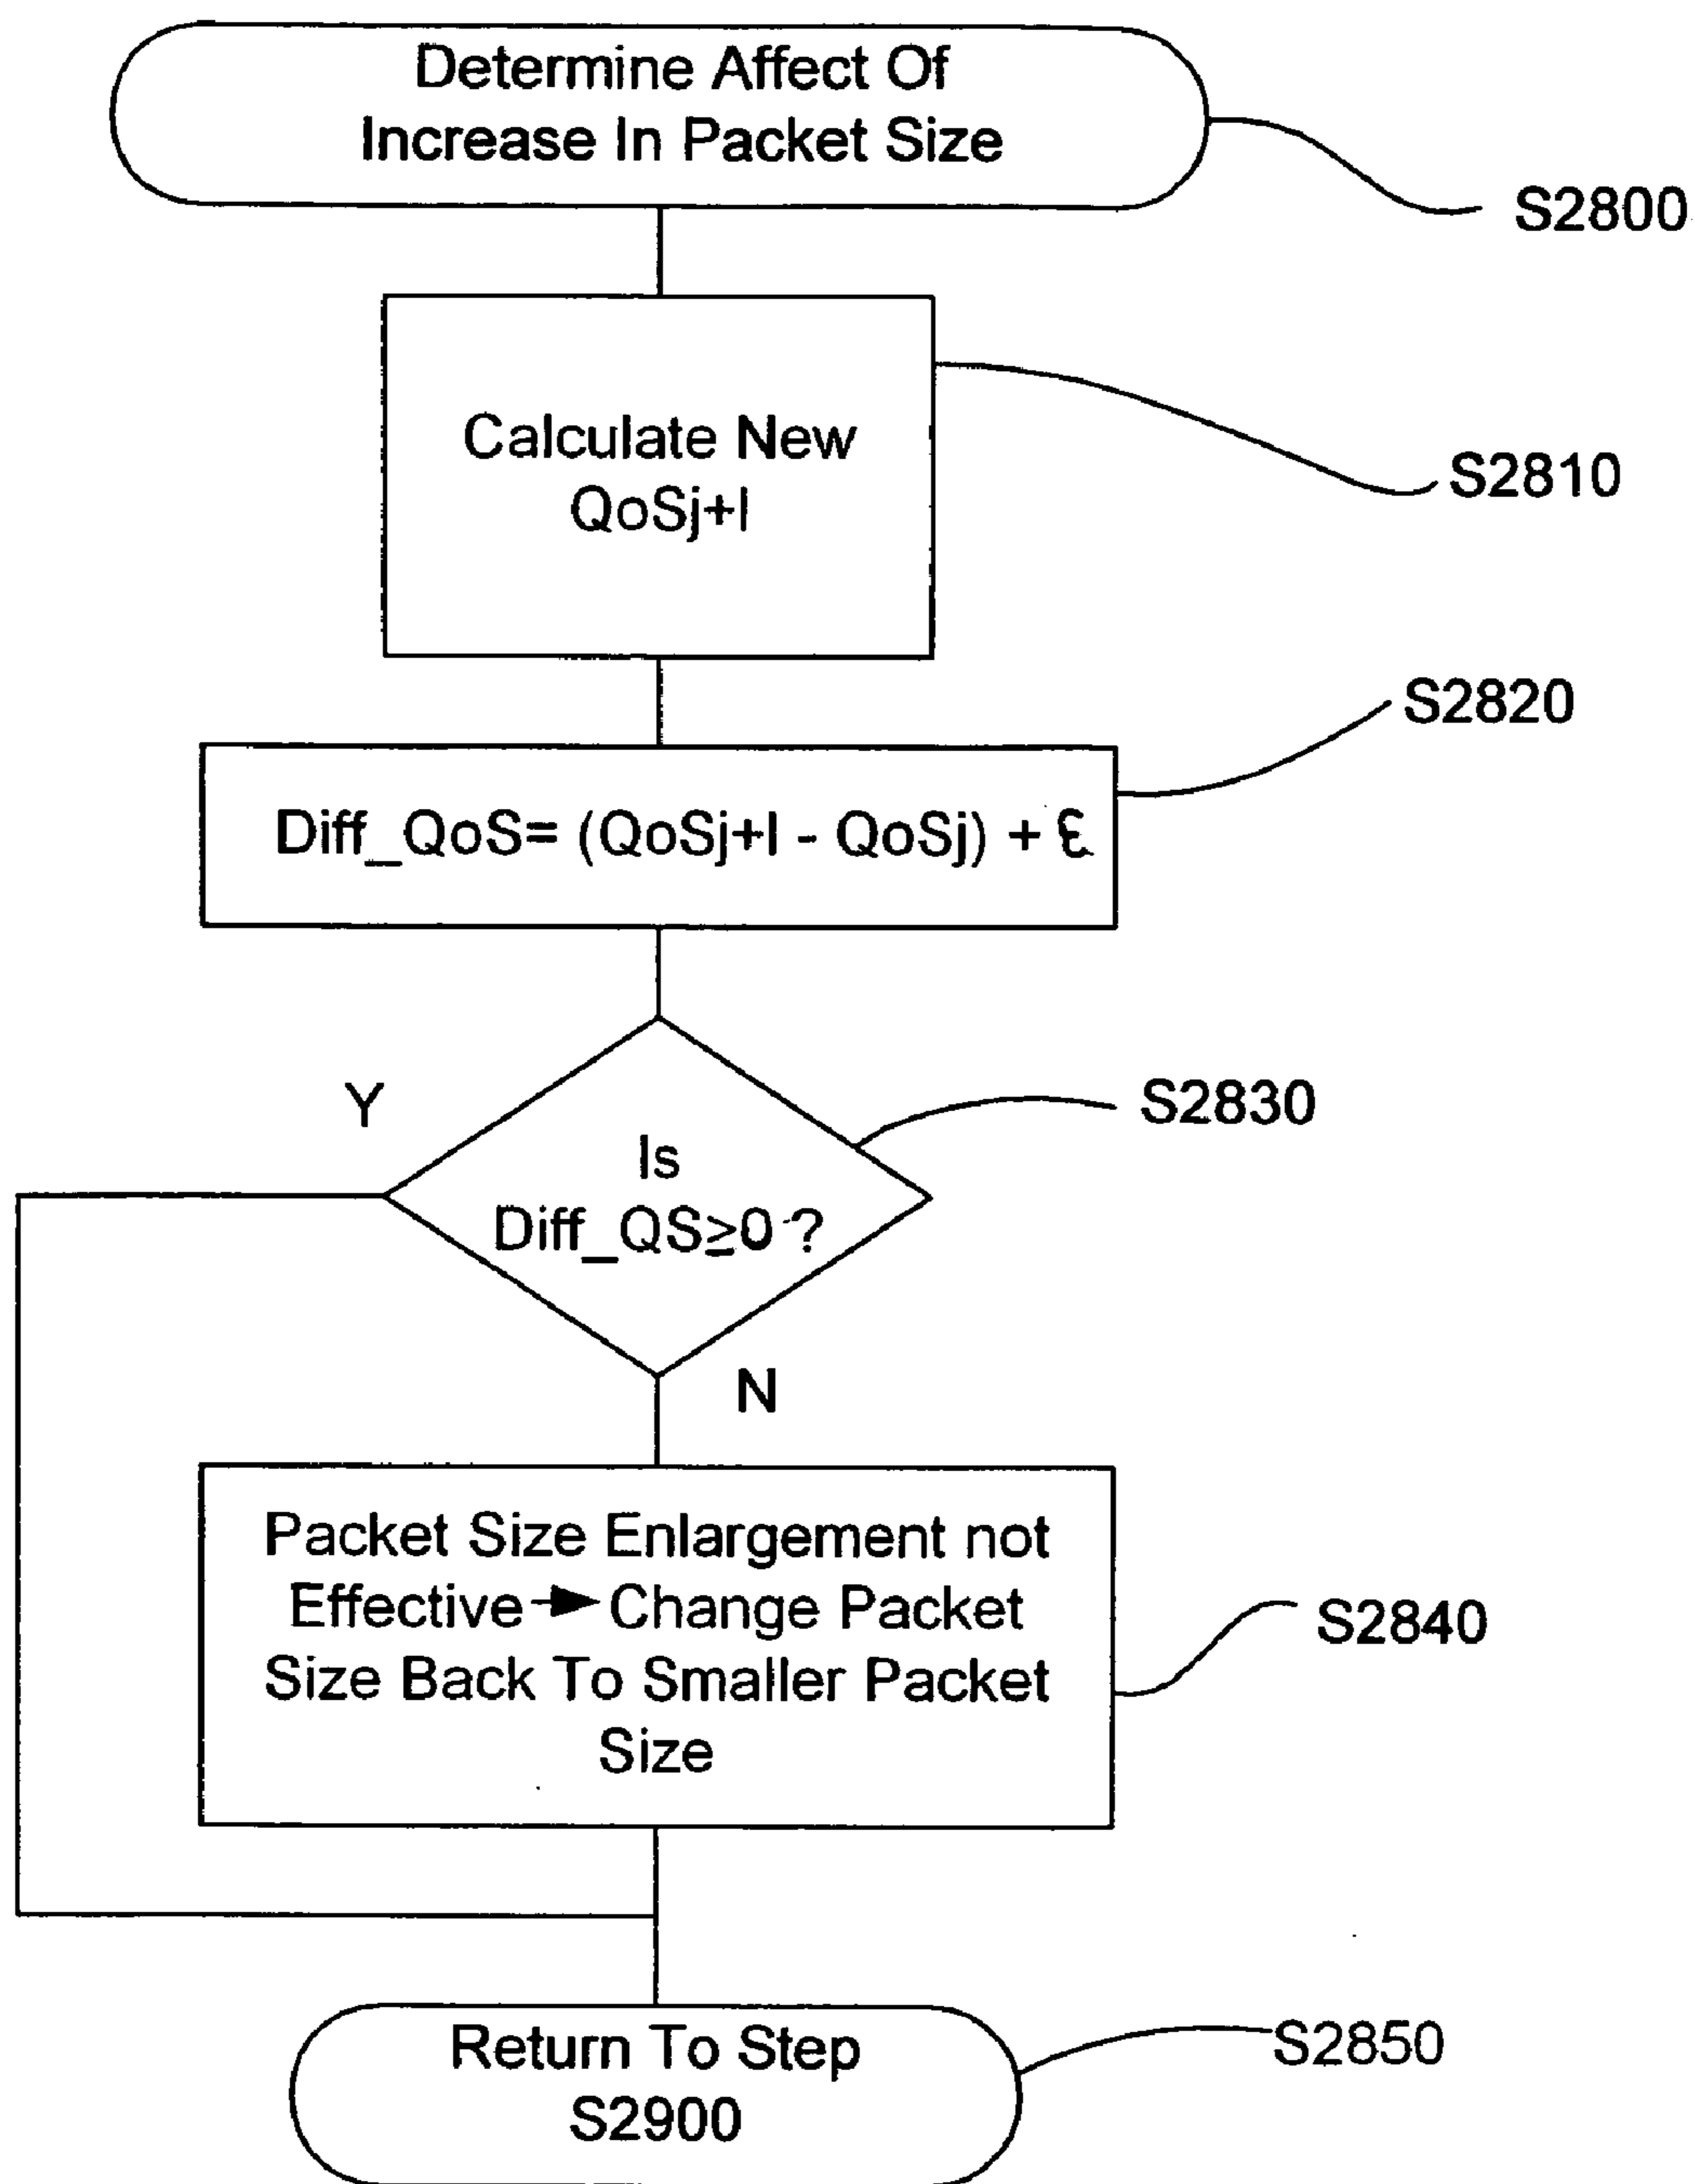 Determine Affect Of
Increase In Packet Size
S2800
Calculate New
QoSj+I
S2810
S2820
Diff_QoS= (QoSj+I - QoSj) + Ɛ
Y
S2830
Is
Diff_QS≥0 ?
N
Packet Size Enlargement not
Effective → Change Packet
Size Back To Smaller Packet
Size
S2840
Return To Step
S2900
S2850